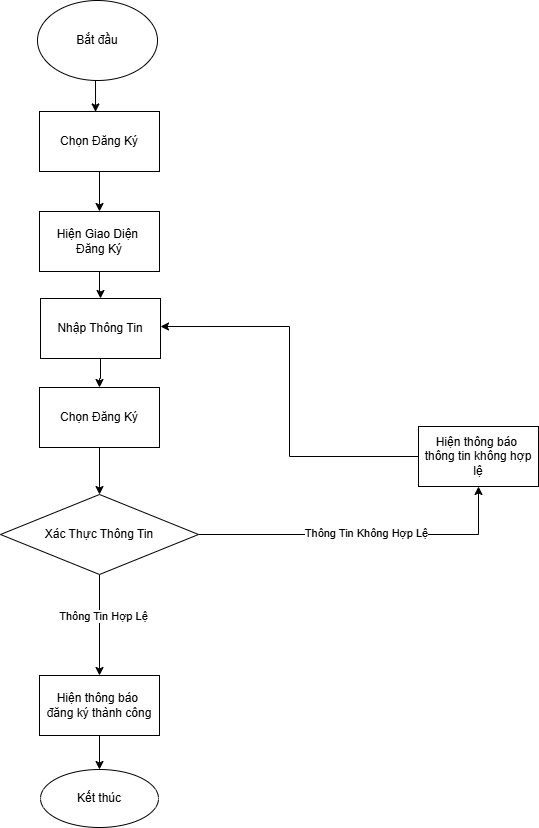 Bắt đầu
Chọn Đăng Ký
Hiện Giao Diện
Đăng Ký
Nhập Thông Tin
Chọn Đăng Ký
Hiện thông báo
thông tin không hợp
lệ
Xác Thực Thông Tin
Thông Tin Không Hợp Lệ
Thông Tin Hợp Lệ
Hiện thông báo
đăng ký thành công
Kết thúc